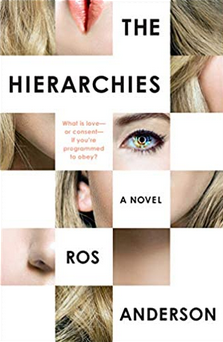 THE
HIERARCHIES
What is love—
or consent—
if you're
programmed
to obey?
A NOVEL
ROS
ANDERSON